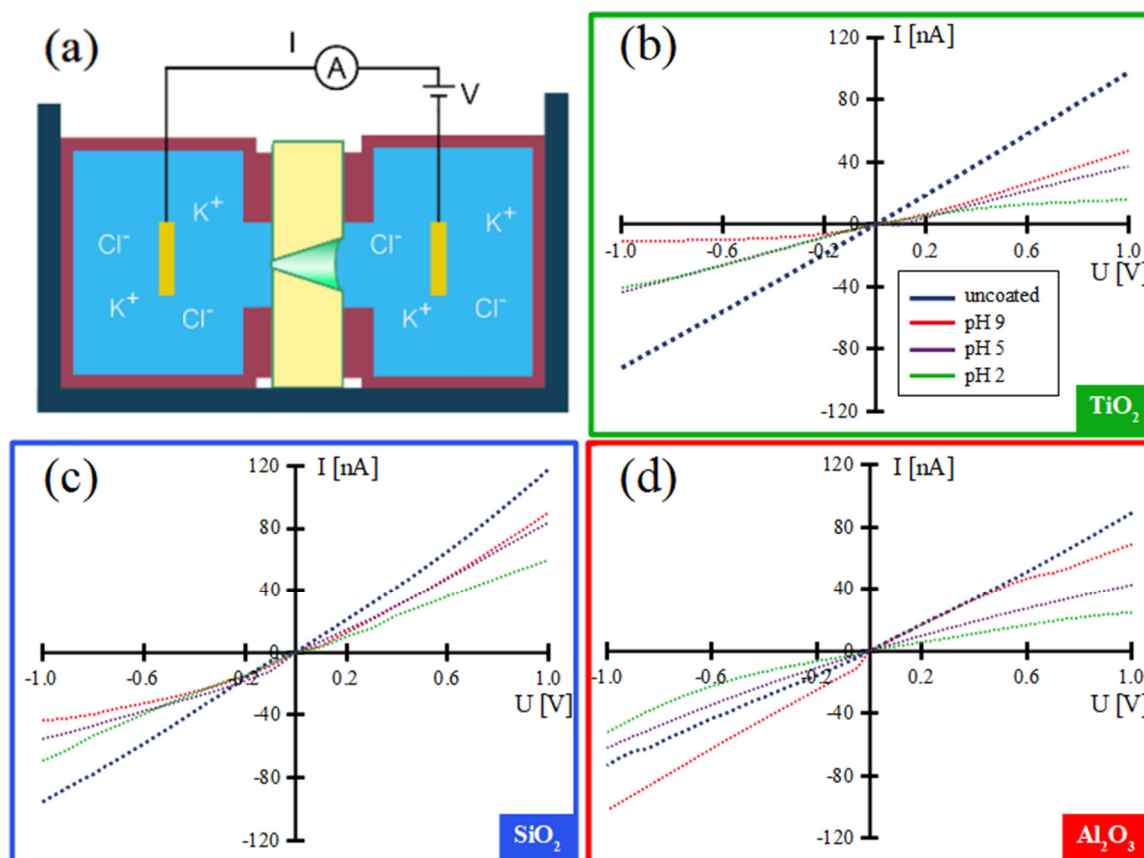 (a)
I
A
V
K⁺
Cl⁻
K⁺
Cl⁻
Cl⁻
K⁺
K⁺
Cl⁻
(b)
I [nA]
120
80
40
0
-40
-80
-120
-1.0 -0.6 -0.2 0.2 0.6 1.0
U [V]
uncoated
pH 9
pH 5
pH 2
TiO₂
(c)
I [nA]
120
80
40
0
-40
-80
-120
-1.0 -0.6 -0.2 0.2 0.6 1.0
U [V]
SiO₂
(d)
I [nA]
120
80
40
0
-40
-80
-120
-1.0 -0.6 -0.2 0.2 0.6 1.0
U [V]
Al₂O₃